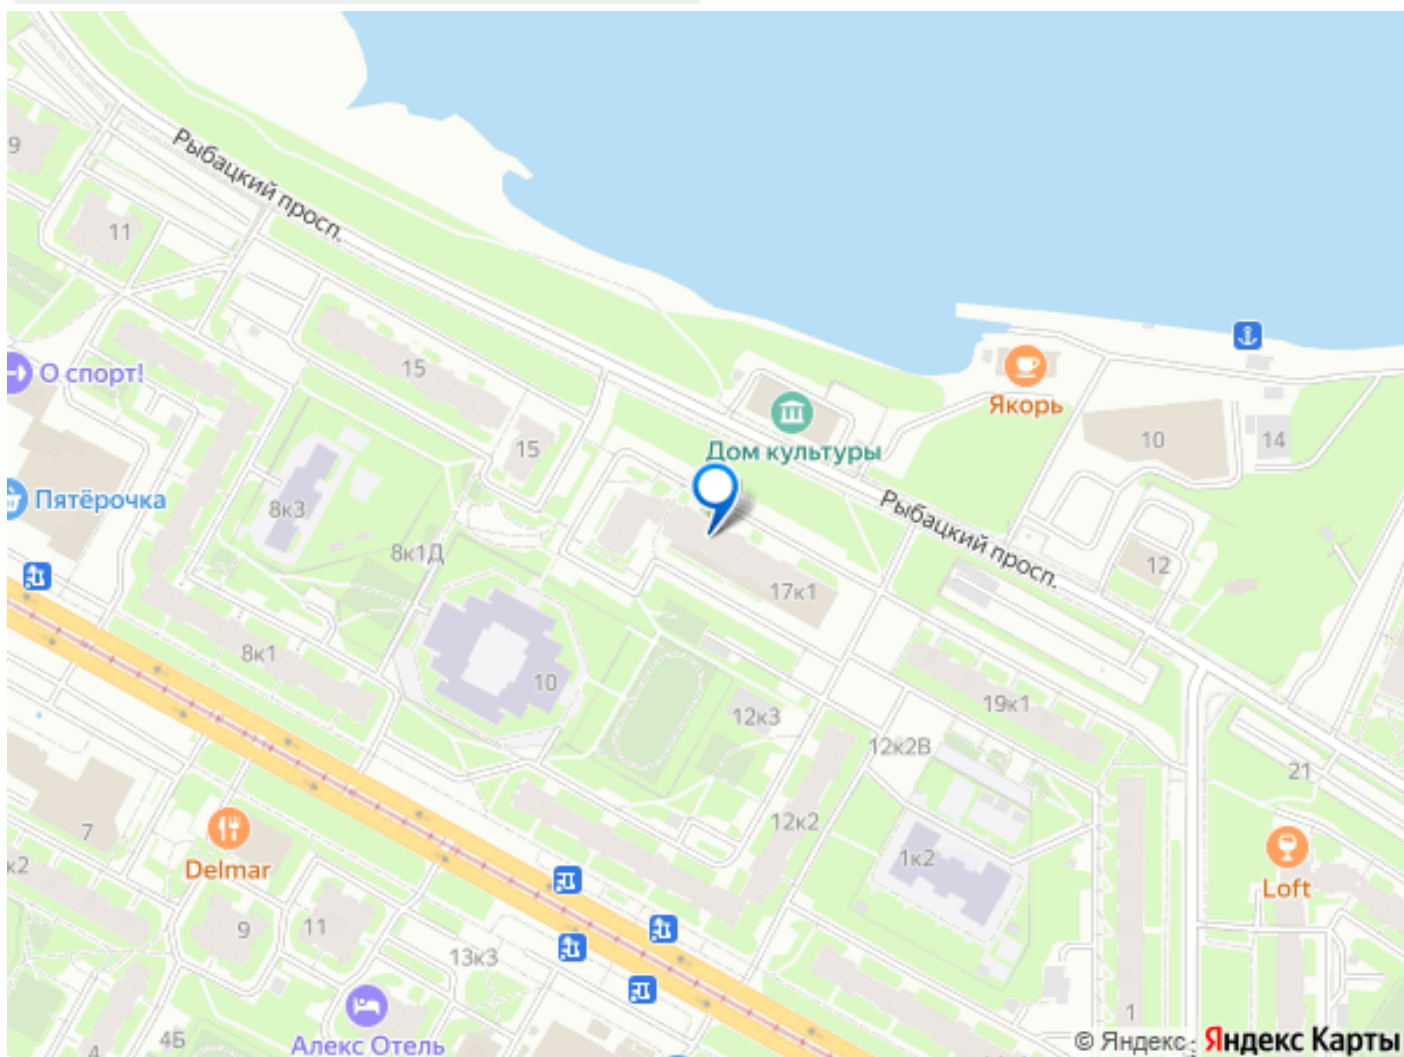 Рыбацкий просп.
9
11
О спорт!
15
15
Якорь
Дом культуры
10
14
Пятёрочка
8к3
8к1Д
Рыбацкий просп.
12
17к1
8к1
10
12к3
19к1
12к2В
21
7
12к2
1к2
Delmar
к2
Loft
9
11
13к3
1
4Б
4
Алекс Отель
© Яндекс
Яндекс Карты